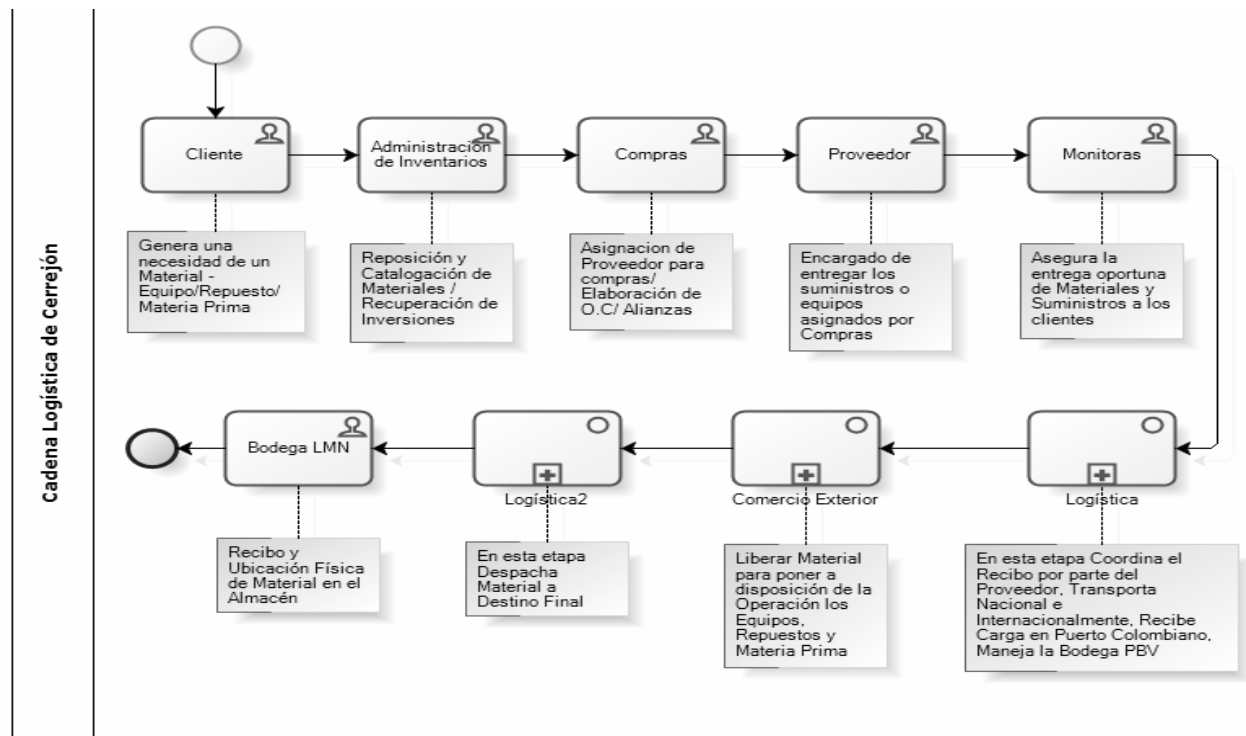 Cadena Logística de Cerrejón
Cliente
Administración
de Inventarios
Compras
Proveedor
Monitoras
Genera una
necesidad de un
Material -
Equipo/Repuesto/
Materia Prima
Reposición y
Catalogación de
Materiales /
Recuperación de
Inversiones
Asignacion de
Proveedor para
compras/
Elaboración de
O.C/ Alianzas
Encargado de
entregar los
suministros o
equipos
asignados por
Compras
Asegura la
entrega oportuna
de Materiales y
Suministros a los
clientes
Bodega LMN
Logística2
Comercio Exterior
Logística
Recibo y
Ubicación Física
de Material en el
Almacén
En esta etapa
Despacha
Material a
Destino Final
Liberar Material
para poner a
disposición de la
Operación los
Equipos,
Repuestos y
Materia Prima
En esta etapa Coordina el
Recibo por parte del
Proveedor, Transporta
Nacional e
Internacionalmente, Recibe
Carga en Puerto Colombiano,
Maneja la Bodega PBV